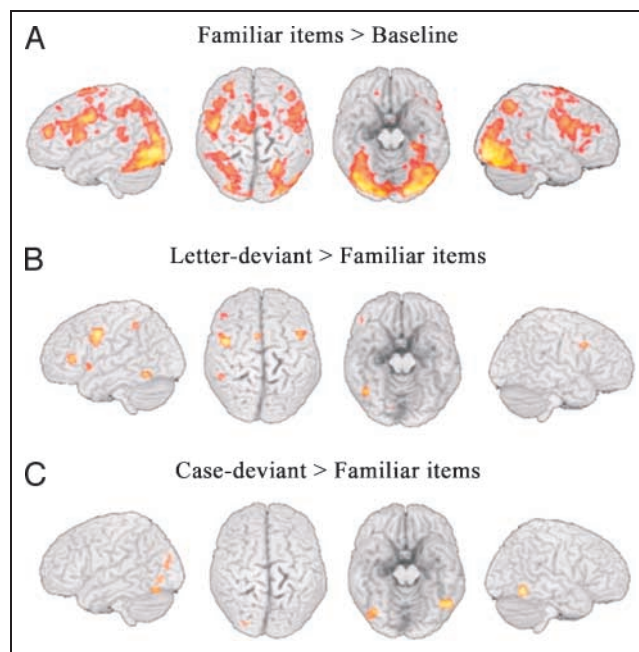 A
Familiar items > Baseline
B
Letter-deviant > Familiar items
C
Case-deviant > Familiar items